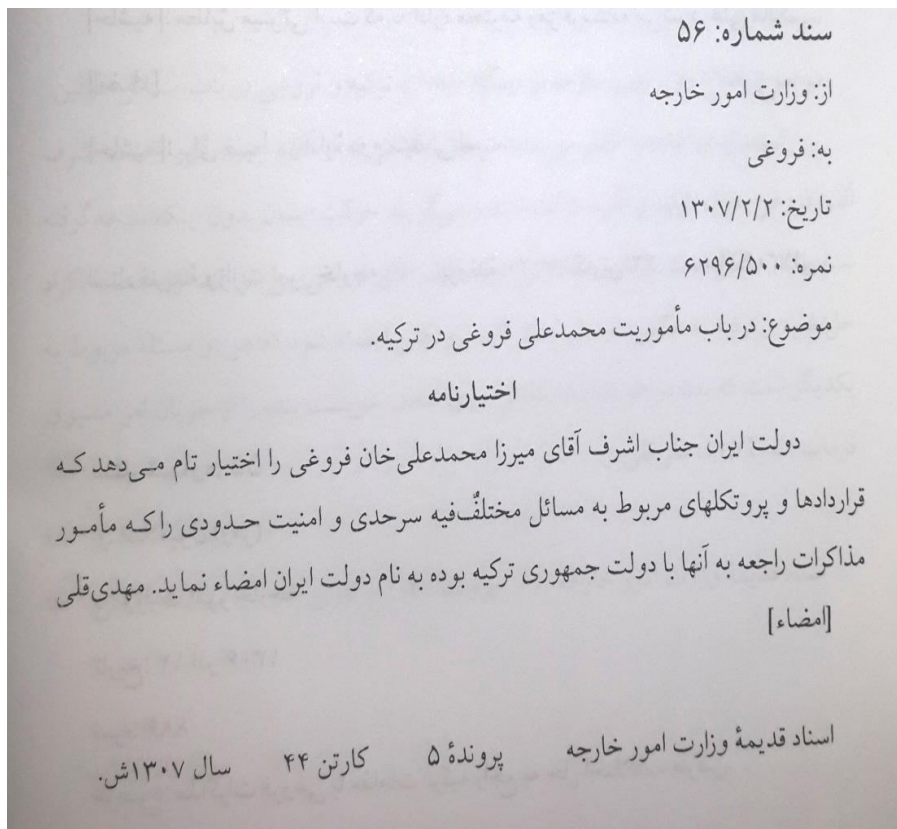 سند شماره: ۵۶
از: وزارت امور خارجه
به: فروغی
تاریخ: ۱۳۰۷/۲/۲
نمره: ۶۲۹۶/۵۰۰
موضوع: در باب مأموریت محمدعلی فروغی در ترکیه.
اختیارنامه
دولت ایران جناب اشرف آقای میرزا محمدعلی‌خان فروغی را اختیار تام می‌دهد که
قراردادها و پروتکلهای مربوط به مسائل مختلفٌ‌فیه سرحدی و امنیت حدودی را که مأمور
مذاکرات راجعه به آنها با دولت جمهوری ترکیه بوده به نام دولت ایران امضاء نماید. مهدی‌قلی
[امضاء]
اسناد قدیمهٔ وزارت امور خارجه پروندهٔ ۵ کارتن ۴۴ سال ۱۳۰۷ش.